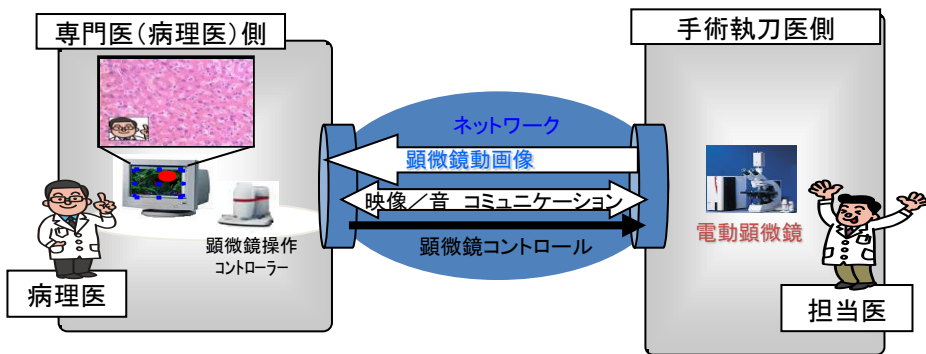 専門医(病理医)側
手術執刀医側
ネットワーク
顕微鏡動画像
映像/音 コミュニケーション
顕微鏡コントロール
顕微鏡操作
コントローラー
電動顕微鏡
病理医
担当医